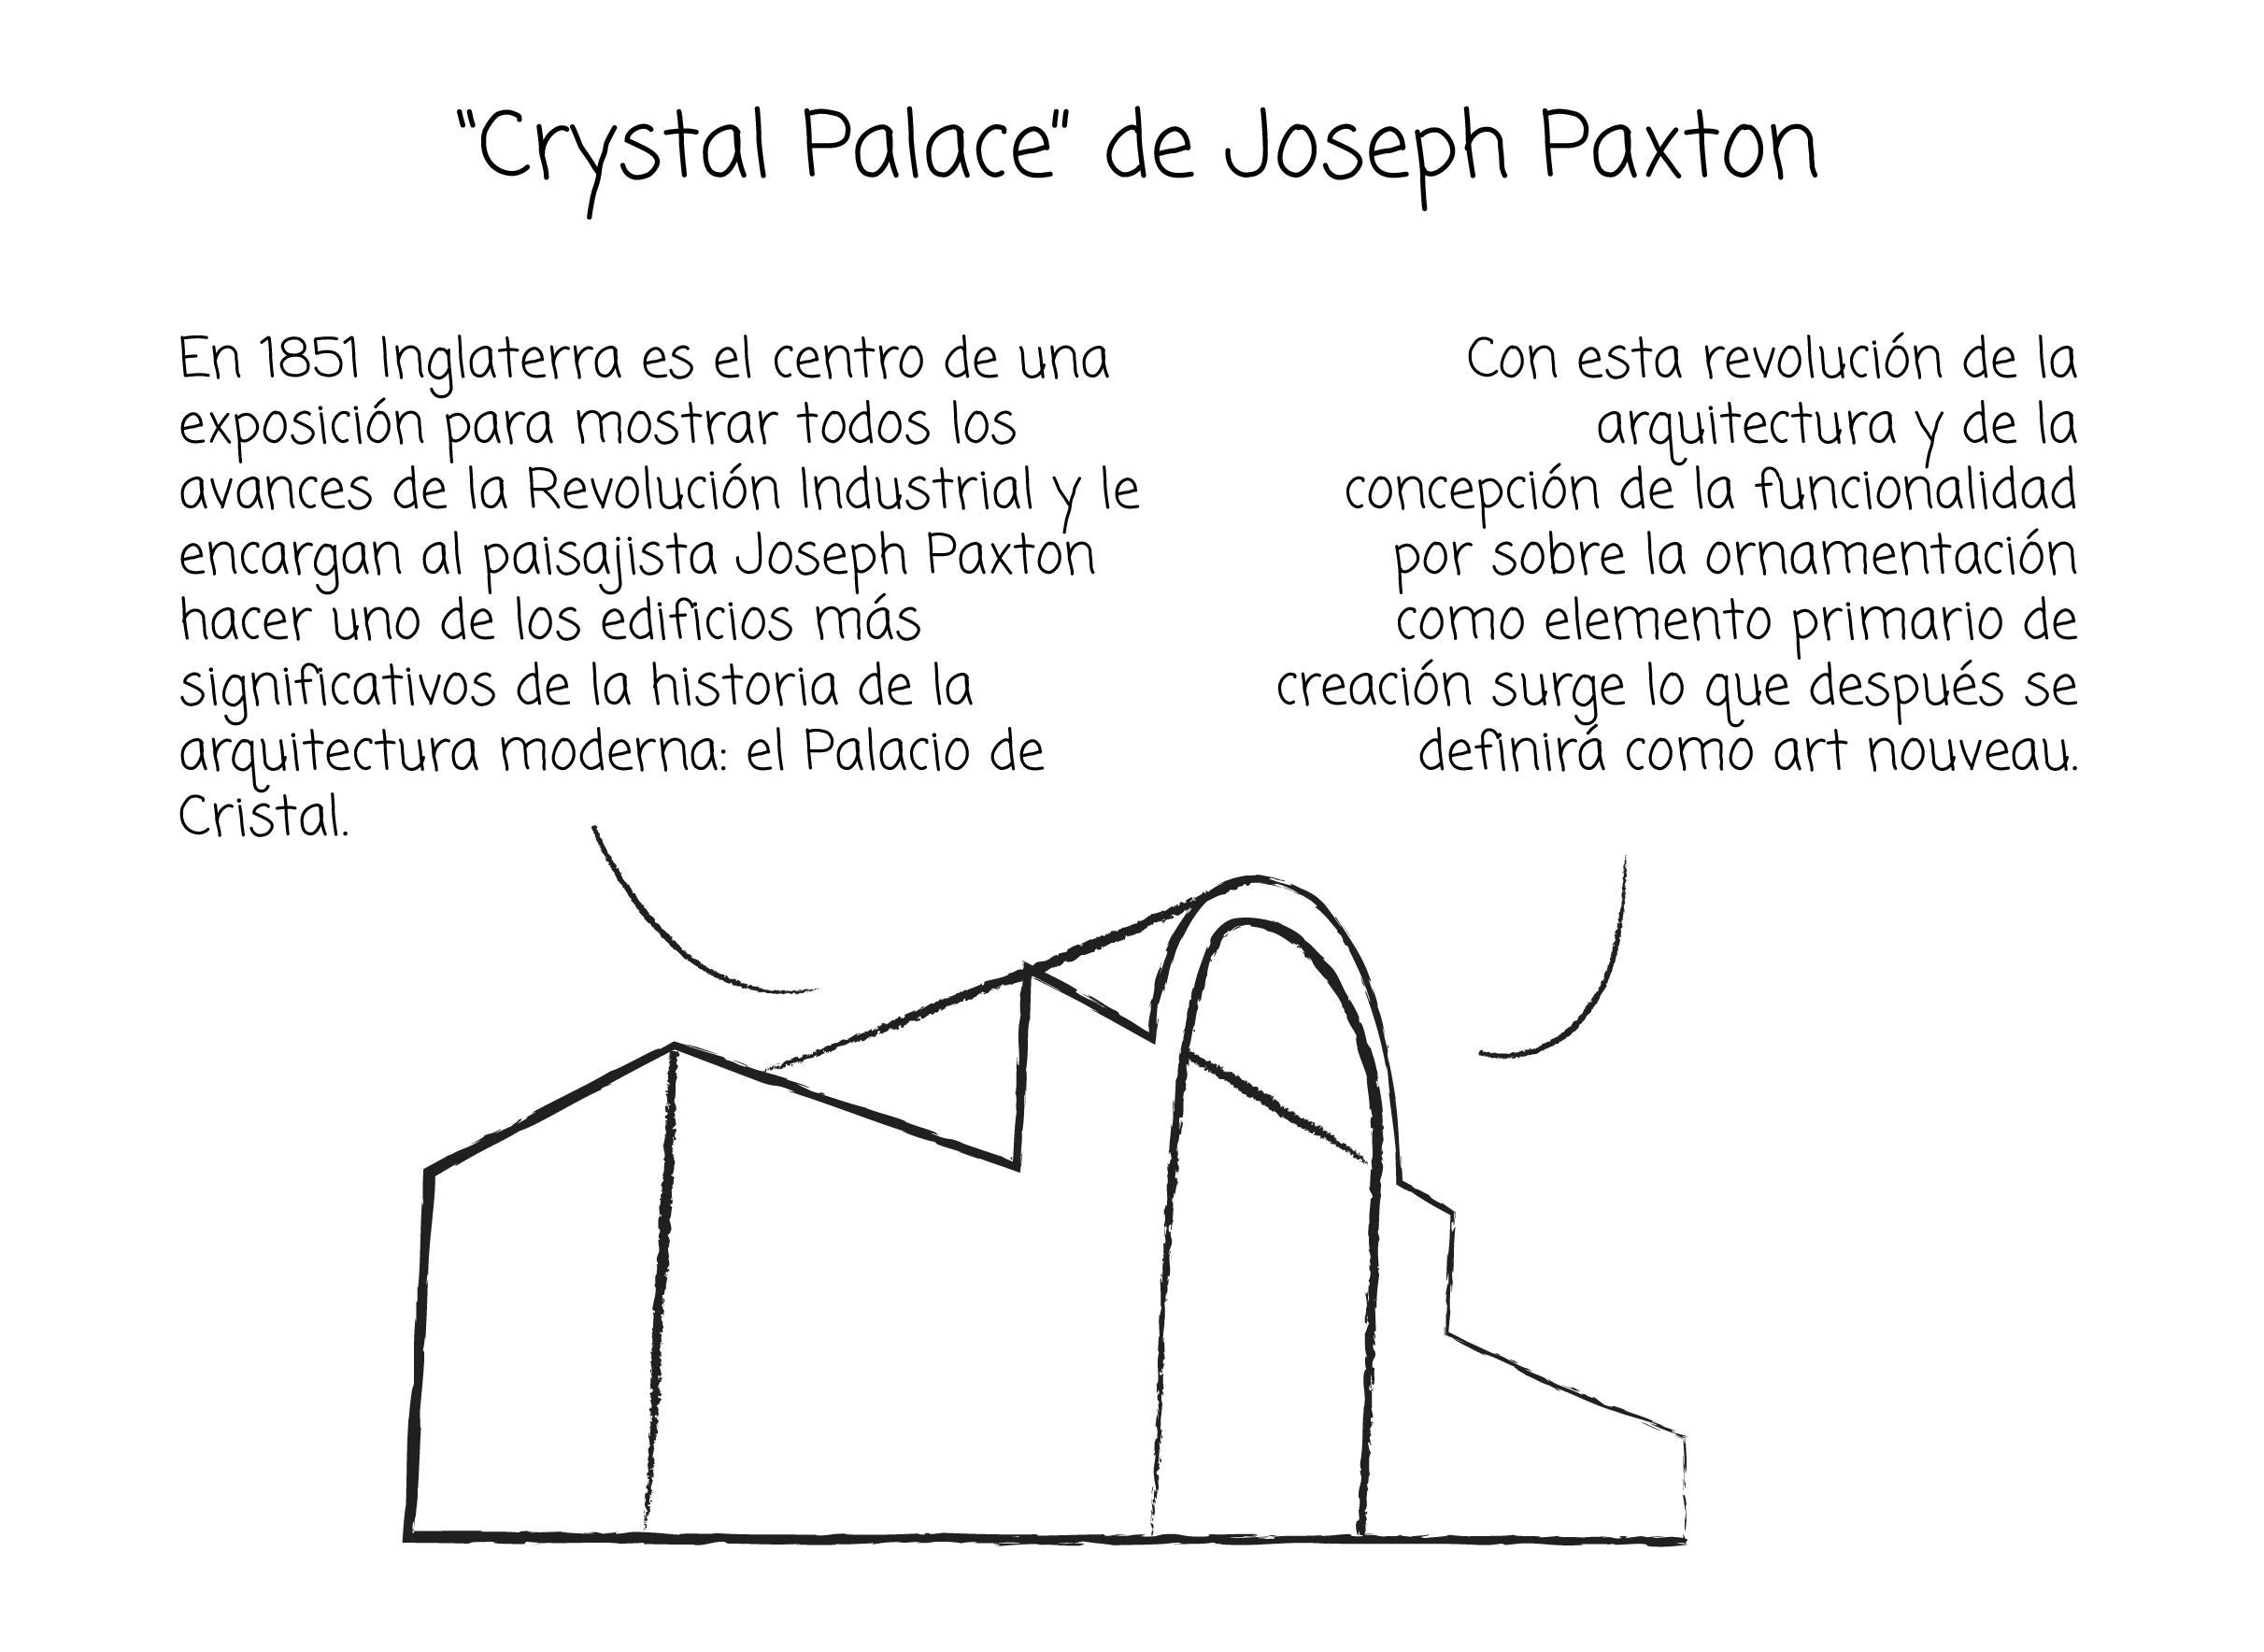 "Crystal Palace" de Joseph Paxton
En 1851 Inglaterra es el centro de una
exposición para mostrar todos los
avances de la Revolución Industrial y le
encargan al paisajista Joseph Paxton
hacer uno de los edificios más
significativos de la historia de la
arquitectura moderna: el Palacio de
Cristal.
Con esta revolución de la
arquitectura y de la
concepción de la funcionalidad
por sobre la ornamentación
como elemento primario de
creación surge lo que después se
definirá como art nouveau.